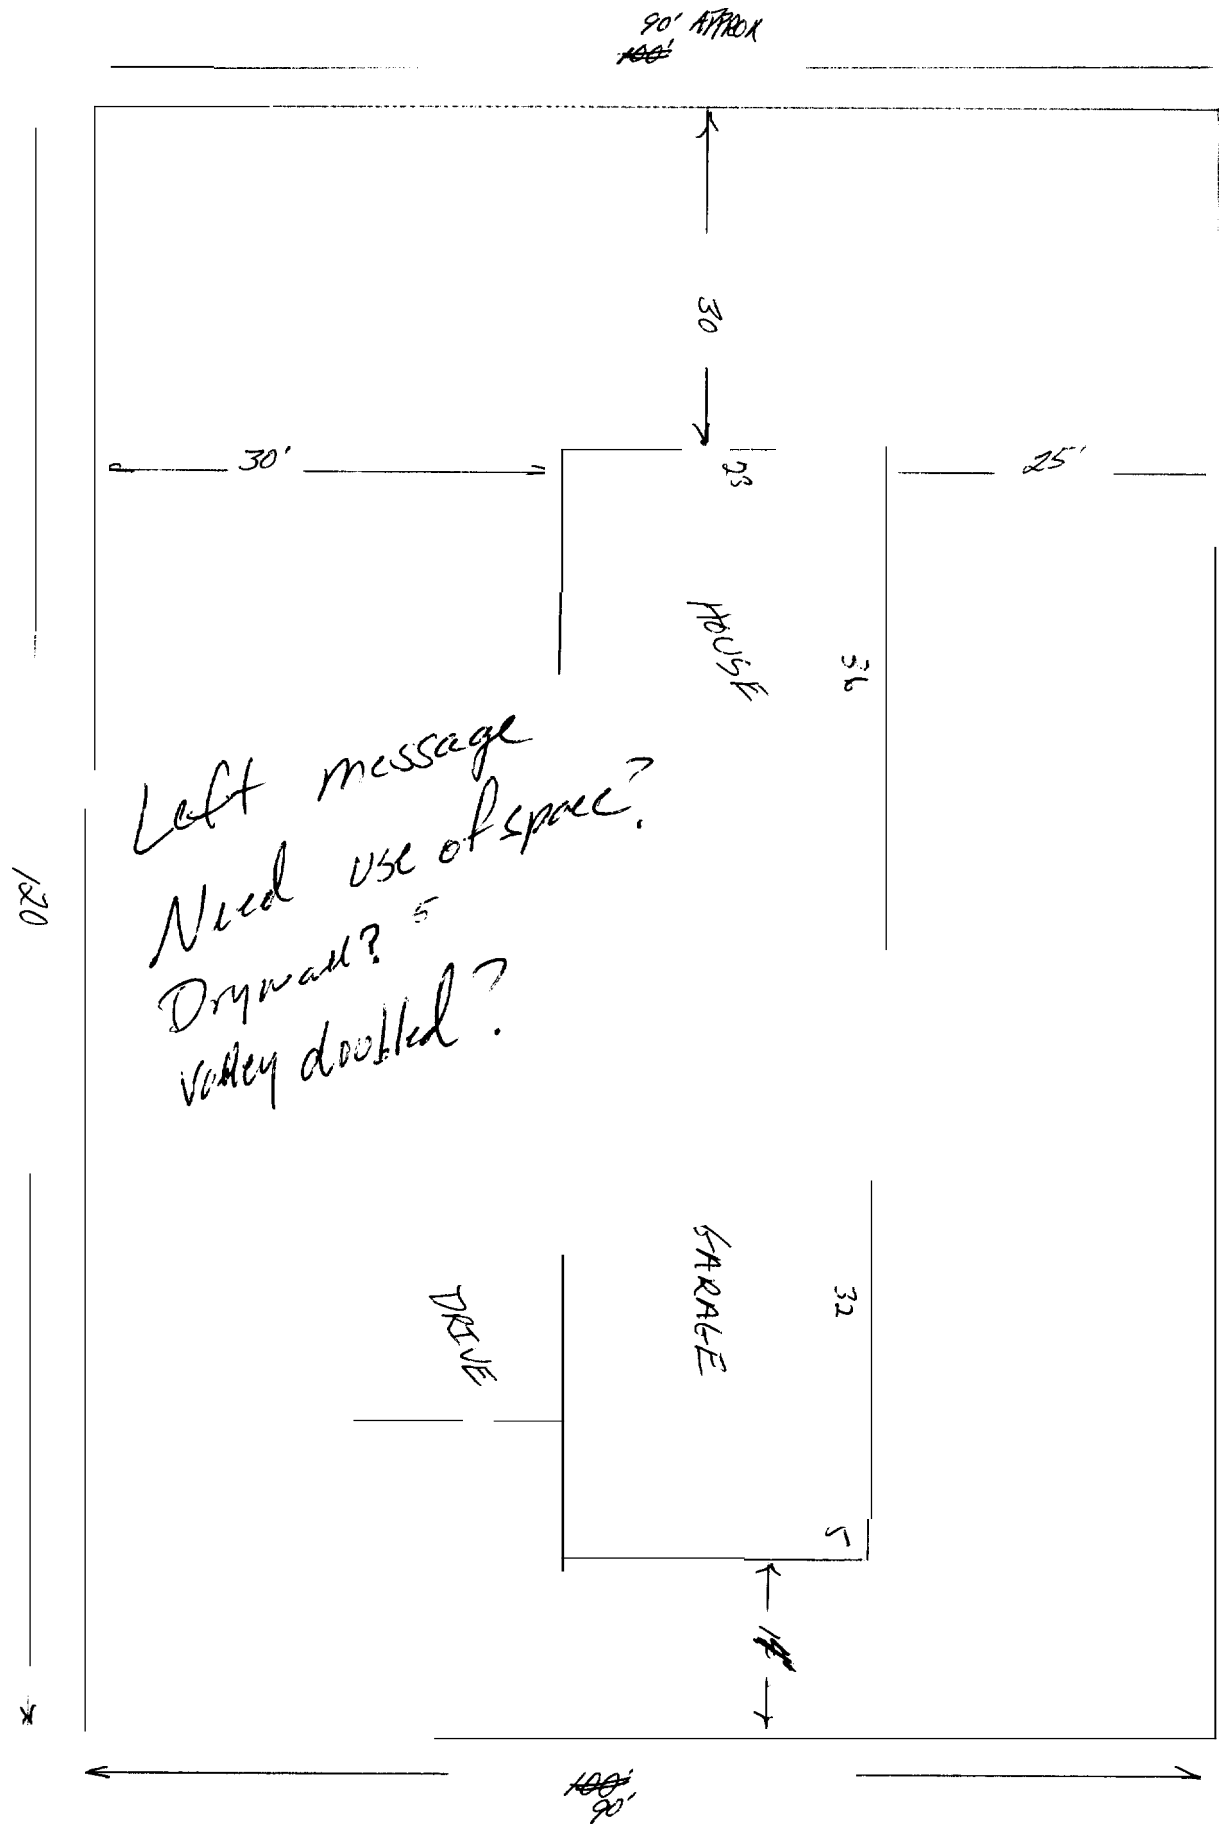 90' APPROX
100'
30
30'
25'
HOUSE
36
Left message
Need use of space?
Drywall? 5
valley doubled?
120
GARAGE
32
DRIVE
5
100'
90'